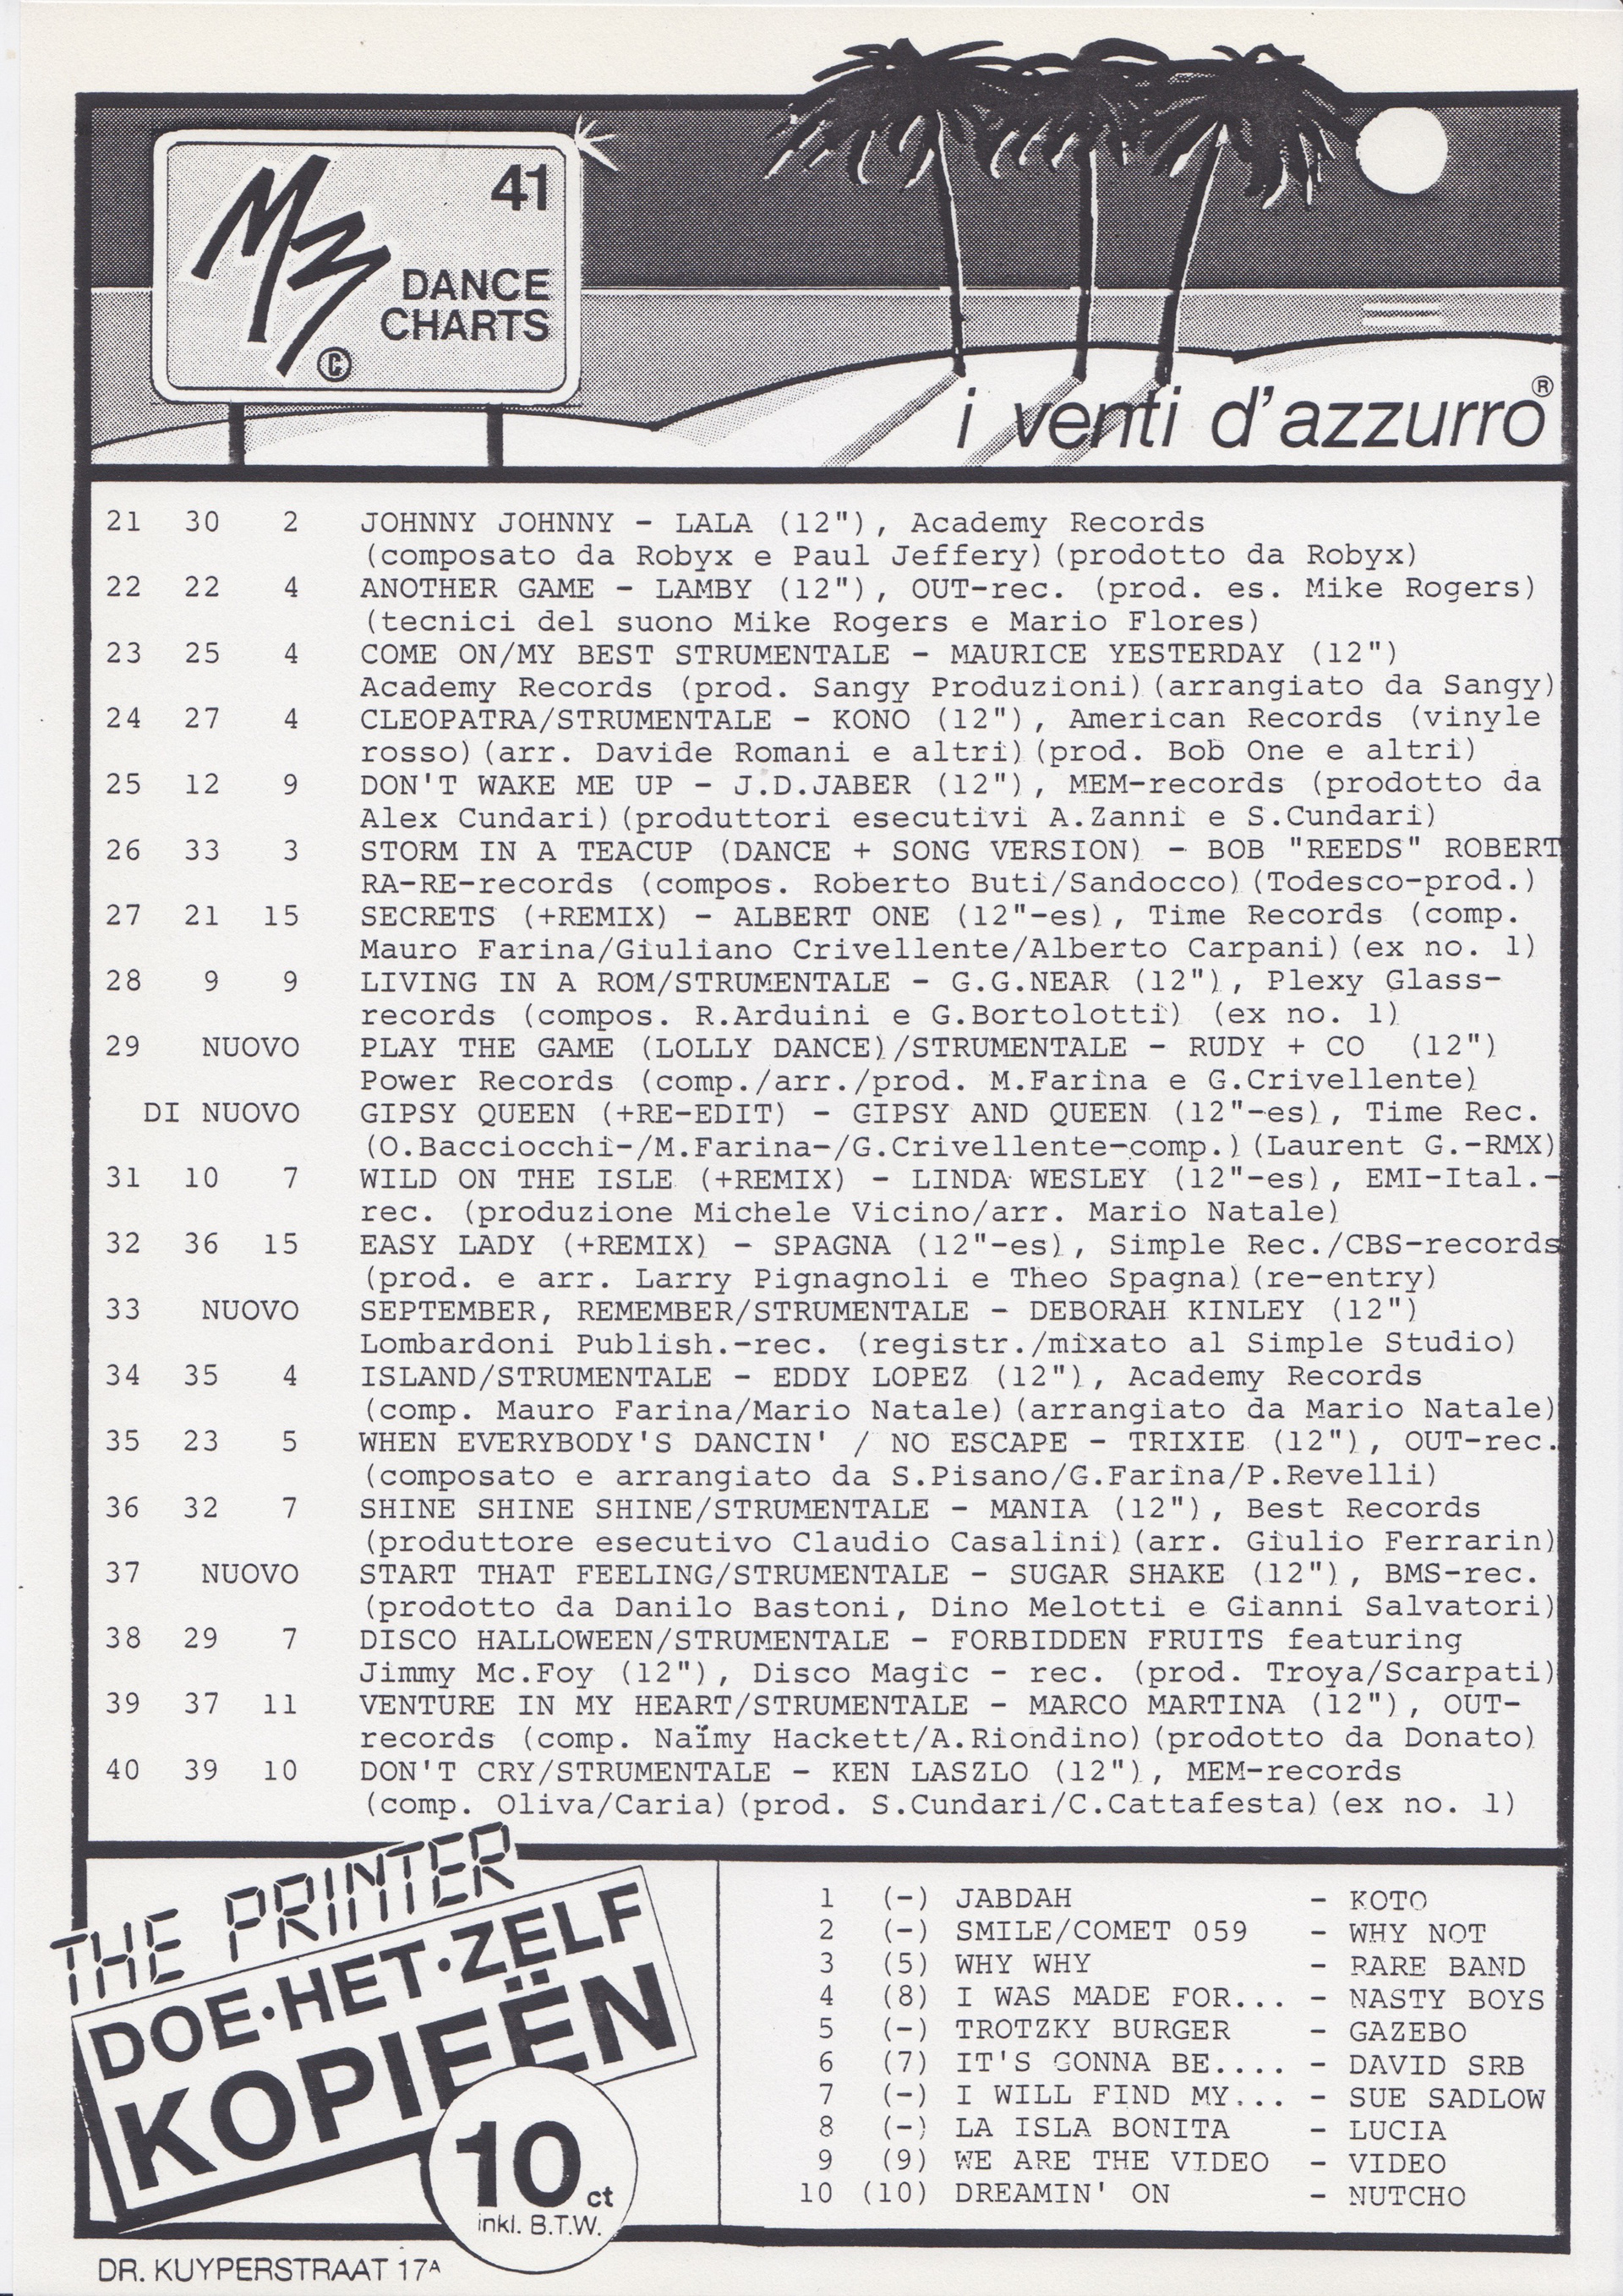 M3
41
DANCE
CHARTS
©
i venti d'azzurro®
21 30 2 JOHNNY JOHNNY - LALA (12"), Academy Records
(composato da Robyx e Paul Jeffery)(prodotto da Robyx)
22 22 4 ANOTHER GAME - LAMBY (12"), OUT-rec. (prod. es. Mike Rogers)
(tecnici del suono Mike Rogers e Mario Flores)
23 25 4 COME ON/MY BEST STRUMENTALE - MAURICE YESTERDAY (12")
Academy Records (prod. Sangy Produzioni)(arrangiato da Sangy)
24 27 4 CLEOPATRA/STRUMENTALE - KONO (12"), American Records (vinyle
rosso)(arr. Davide Romani e altri)(prod. Bob One e altri)
25 12 9 DON'T WAKE ME UP - J.D.JABER (12"), MEM-records (prodotto da
Alex Cundari)(produttori esecutivi A.Zanni e S.Cundari)
26 33 3 STORM IN A TEACUP (DANCE + SONG VERSION) - BOB "REEDS" ROBERT
RA-RE-records (compos. Roberto Buti/Sandocco)(Todesco-prod.)
27 21 15 SECRETS (+REMIX) - ALBERT ONE (12"-es), Time Records (comp.
Mauro Farina/Giuliano Crivellente/Alberto Carpani)(ex no. 1)
28 9 9 LIVING IN A ROM/STRUMENTALE - G.G.NEAR (12"), Plexy Glass-
records (compos. R.Arduini e G.Bortolotti) (ex no. 1)
29 NUOVO PLAY THE GAME (LOLLY DANCE)/STRUMENTALE - RUDY + CO (12")
Power Records (comp./arr./prod. M.Farina e G.Crivellente)
DI NUOVO GIPSY QUEEN (+RE-EDIT) - GIPSY AND QUEEN (12"-es), Time Rec.
(O.Bacciocchi-/M.Farina-/G.Crivellente-comp.)(Laurent G.-RMX)
31 10 7 WILD ON THE ISLE (+REMIX) - LINDA WESLEY (12"-es), EMI-Ital.-
rec. (produzione Michele Vicino/arr. Mario Natale)
32 36 15 EASY LADY (+REMIX) - SPAGNA (12"-es), Simple Rec./CBS-records
(prod. e arr. Larry Pignagnoli e Theo Spagna)(re-entry)
33 NUOVO SEPTEMBER, REMEMBER/STRUMENTALE - DEBORAH KINLEY (12")
Lombardoni Publish.-rec. (registr./mixato al Simple Studio)
34 35 4 ISLAND/STRUMENTALE - EDDY LOPEZ (12"), Academy Records
(comp. Mauro Farina/Mario Natale)(arrangiato da Mario Natale)
35 23 5 WHEN EVERYBODY'S DANCIN' / NO ESCAPE - TRIXIE (12"), OUT-rec.
(composato e arrangiato da S.Pisano/G.Farina/P.Revelli)
36 32 7 SHINE SHINE SHINE/STRUMENTALE - MANIA (12"), Best Records
(produttore esecutivo Claudio Casalini)(arr. Giulio Ferrarin)
37 NUOVO START THAT FEELING/STRUMENTALE - SUGAR SHAKE (12"), BMS-rec.
(prodotto da Danilo Bastoni, Dino Melotti e Gianni Salvatori)
38 29 7 DISCO HALLOWEEN/STRUMENTALE - FORBIDDEN FRUITS featuring
Jimmy Mc.Foy (12"), Disco Magic - rec. (prod. Troya/Scarpati)
39 37 11 VENTURE IN MY HEART/STRUMENTALE - MARCO MARTINA (12"), OUT-
records (comp. Naïmy Hackett/A.Riondino)(prodotto da Donato)
40 39 10 DON'T CRY/STRUMENTALE - KEN LASZLO (12"), MEM-records
(comp. Oliva/Caria)(prod. S.Cundari/C.Cattafesta)(ex no. 1)
THE PRINTER
DOE·HET·ZELF
KOPIEËN
10 ct
inkl. B.T.W.
DR. KUYPERSTRAAT 17A
1 (-) JABDAH - KOTO
2 (-) SMILE/COMET 059 - WHY NOT
3 (5) WHY WHY - RARE BAND
4 (8) I WAS MADE FOR... - NASTY BOYS
5 (-) TROTZKY BURGER - GAZEBO
6 (7) IT'S GONNA BE.... - DAVID SRB
7 (-) I WILL FIND MY... - SUE SADLOW
8 (-) LA ISLA BONITA - LUCIA
9 (9) WE ARE THE VIDEO - VIDEO
10 (10) DREAMIN' ON - NUTCHO